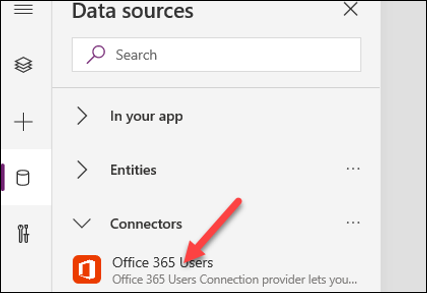 Data sources
Search
In your app
Entities
Connectors
Office 365 Users
Office 365 Users Connection provider lets you...